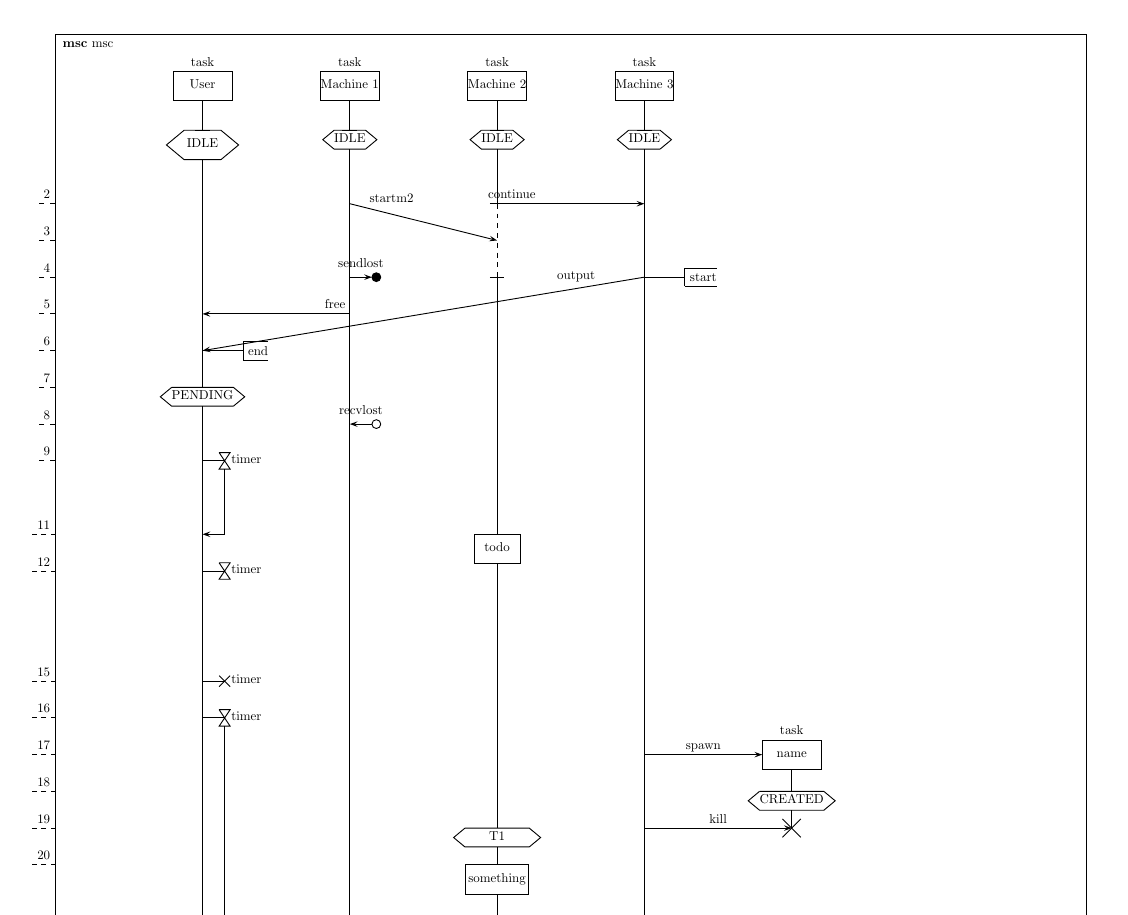 msc msc
task task task task
User Machine 1 Machine 2 Machine 3
IDLE IDLE IDLE IDLE
2 startm2 continue
3
sendlost
4 output start
5 free
6 end
7
PENDING
8 recvlost
9 timer
11
todo
12 timer
15 timer
16 timer
task
17 spawn name
18
CREATED
19 kill
T1
20
something